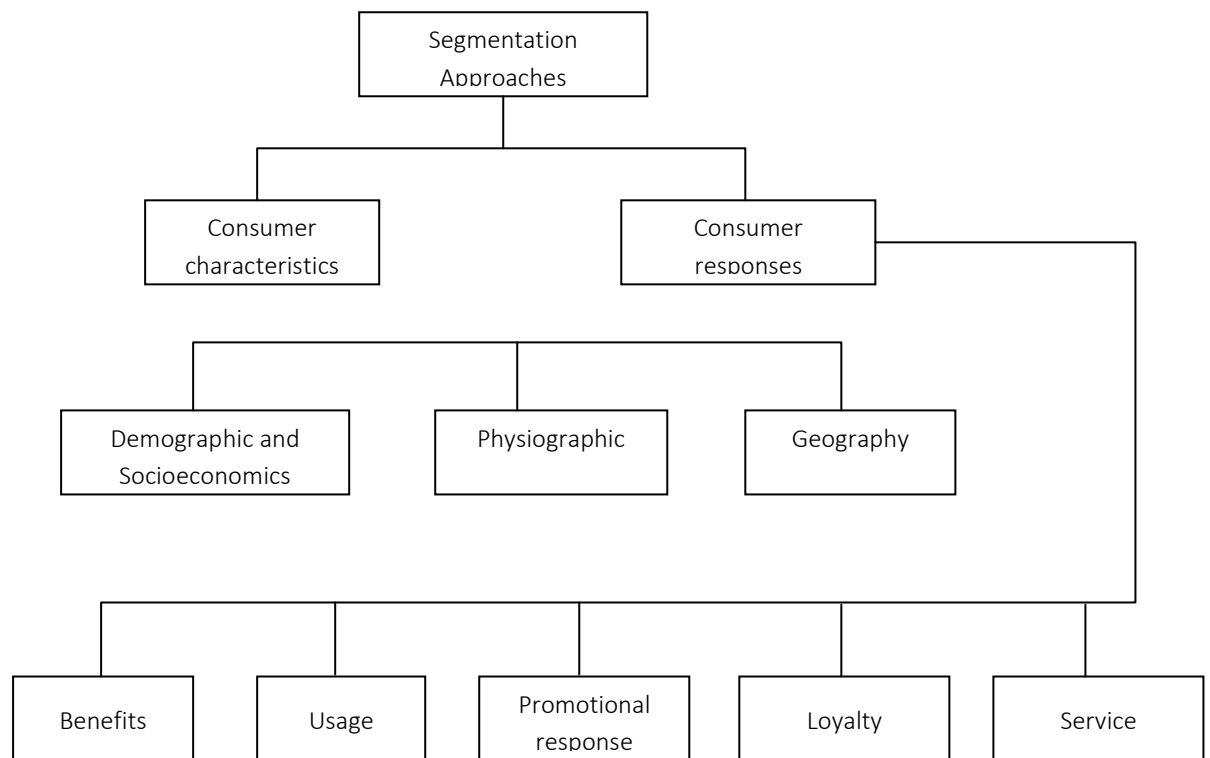 Segmentation
Approaches
Consumer
characteristics
Consumer
responses
Demographic and
Socioeconomics
Physiographic
Geography
Benefits
Usage
Promotional
response
Loyalty
Service